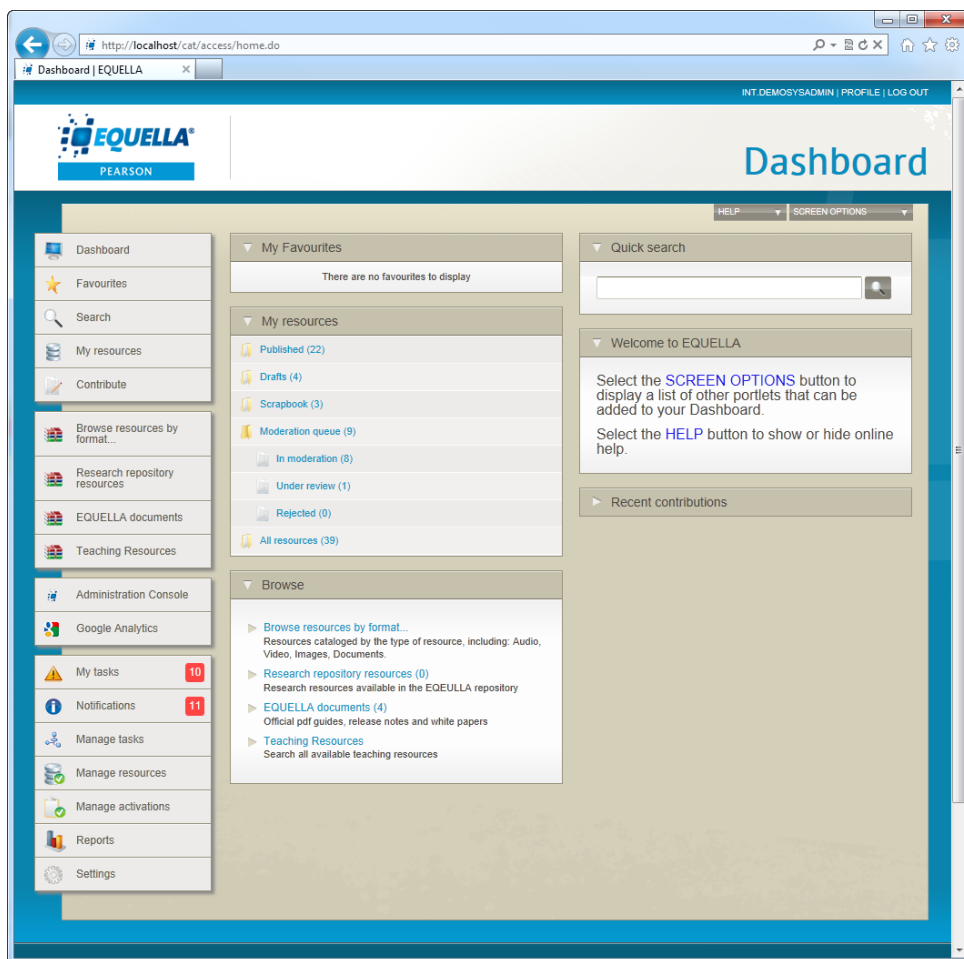 http://localhost/cat/access/home.do
Dashboard | EQUELLA
INT.DEMOSYSADMIN | PROFILE | LOG OUT
EQUELLA®
PEARSON
Dashboard
HELP
SCREEN OPTIONS
Dashboard
Favourites
Search
My resources
Contribute
Browse resources by
format...
Research repository
resources
EQUELLA documents
Teaching Resources
Administration Console
Google Analytics
My tasks 10
Notifications 11
Manage tasks
Manage resources
Manage activations
Reports
Settings
My Favourites
There are no favourites to display
My resources
Published (22)
Drafts (4)
Scrapbook (3)
Moderation queue (9)
In moderation (8)
Under review (1)
Rejected (0)
All resources (39)
Browse
Browse resources by format...
Resources cataloged by the type of resource, including: Audio,
Video, Images, Documents.
Research repository resources (0)
Research resources available in the EQEULLA repository
EQUELLA documents (4)
Official pdf guides, release notes and white papers
Teaching Resources
Search all available teaching resources
Quick search
Welcome to EQUELLA
Select the SCREEN OPTIONS button to
display a list of other portlets that can be
added to your Dashboard.
Select the HELP button to show or hide online
help.
Recent contributions